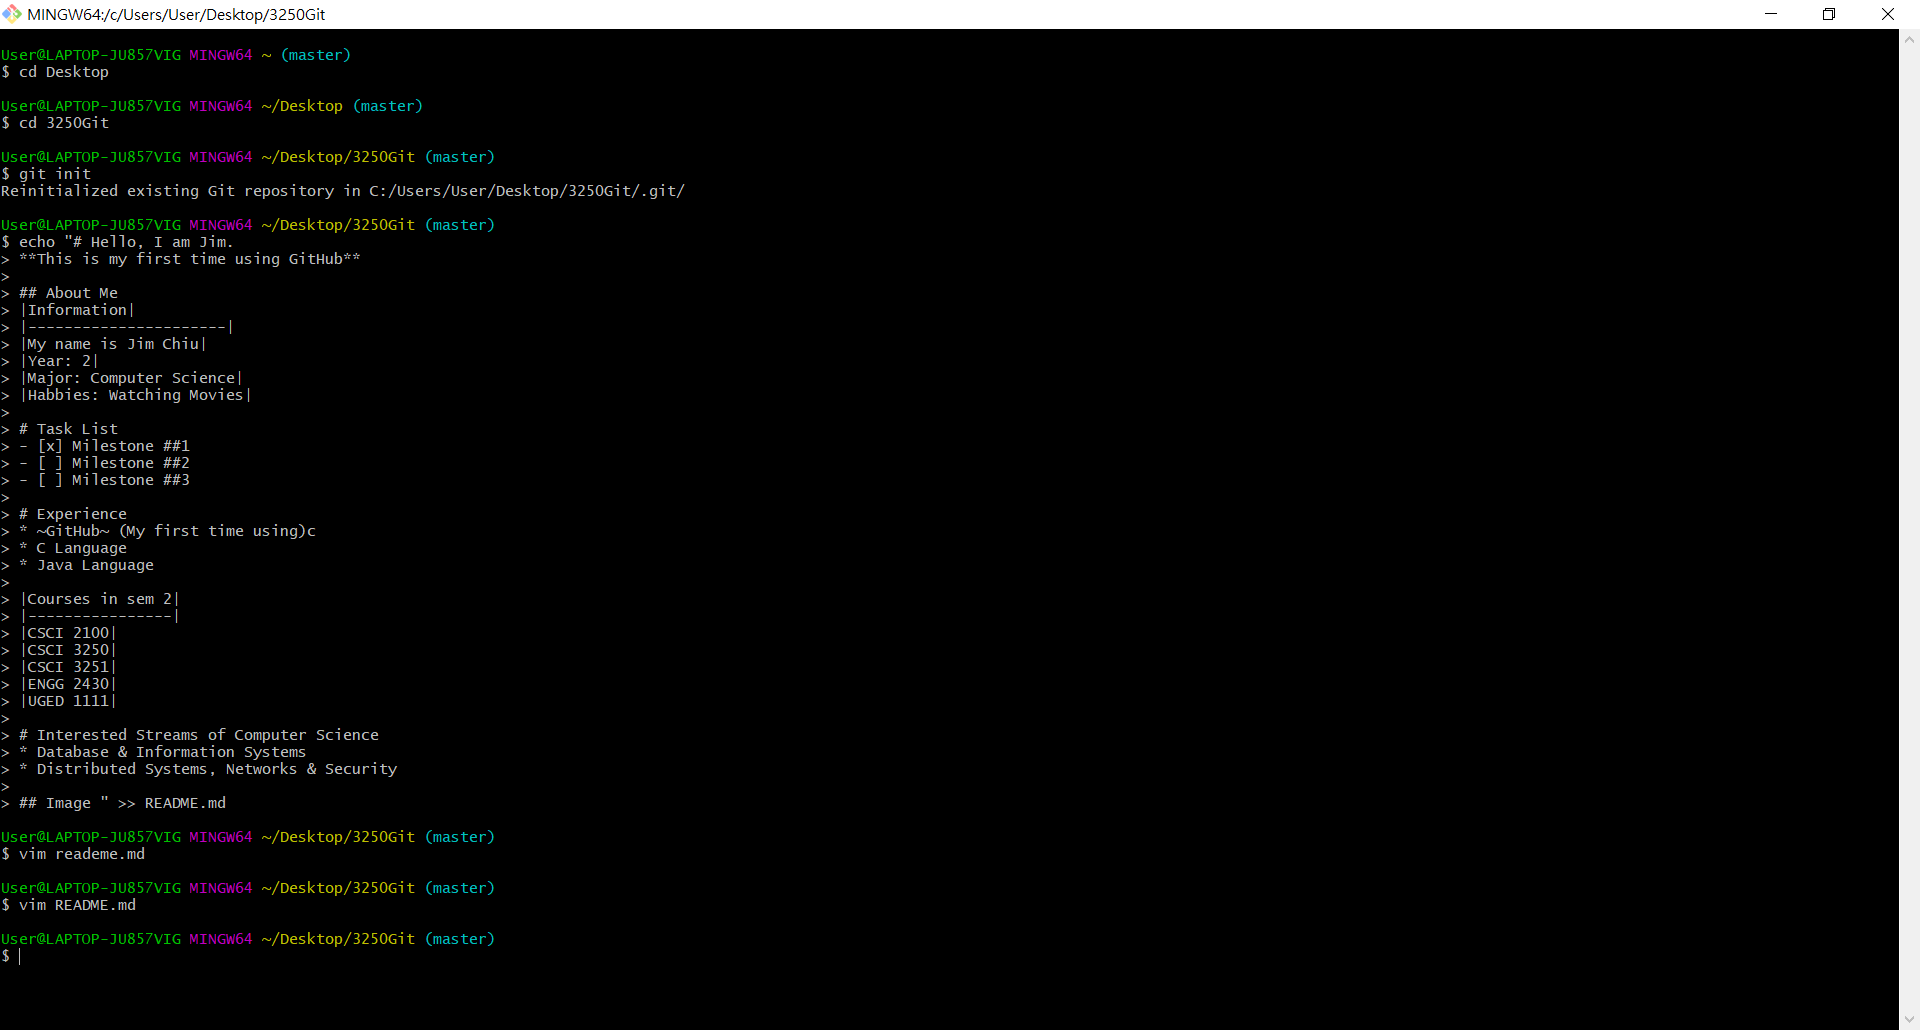 MINGW64:/c/Users/User/Desktop/3250Git
User@LAPTOP-JU857VIG MINGW64 ~ (master)
$ cd Desktop
User@LAPTOP-JU857VIG MINGW64 ~/Desktop (master)
$ cd 3250Git
User@LAPTOP-JU857VIG MINGW64 ~/Desktop/3250Git (master)
$ git init
Reinitialized existing Git repository in C:/Users/User/Desktop/3250Git/.git/
User@LAPTOP-JU857VIG MINGW64 ~/Desktop/3250Git (master)
$ echo "# Hello, I am Jim.
> **This is my first time using GitHub**
>
> ## About Me
> |Information|
> |----------------------|
> |My name is Jim Chiu|
> |Year: 2|
> |Major: Computer Science|
> |Habbies: Watching Movies|
>
> # Task List
> - [x] Milestone ##1
> - [ ] Milestone ##2
> - [ ] Milestone ##3
>
> # Experience
> * ~GitHub~ (My first time using)c
> * C Language
> * Java Language
>
> |Courses in sem 2|
> |----------------|
> |CSCI 2100|
> |CSCI 3250|
> |CSCI 3251|
> |ENGG 2430|
> |UGED 1111|
>
> # Interested Streams of Computer Science
> * Database & Information Systems
> * Distributed Systems, Networks & Security
>
> ## Image " >> README.md
User@LAPTOP-JU857VIG MINGW64 ~/Desktop/3250Git (master)
$ vim reademe.md
User@LAPTOP-JU857VIG MINGW64 ~/Desktop/3250Git (master)
$ vim README.md
User@LAPTOP-JU857VIG MINGW64 ~/Desktop/3250Git (master)
$